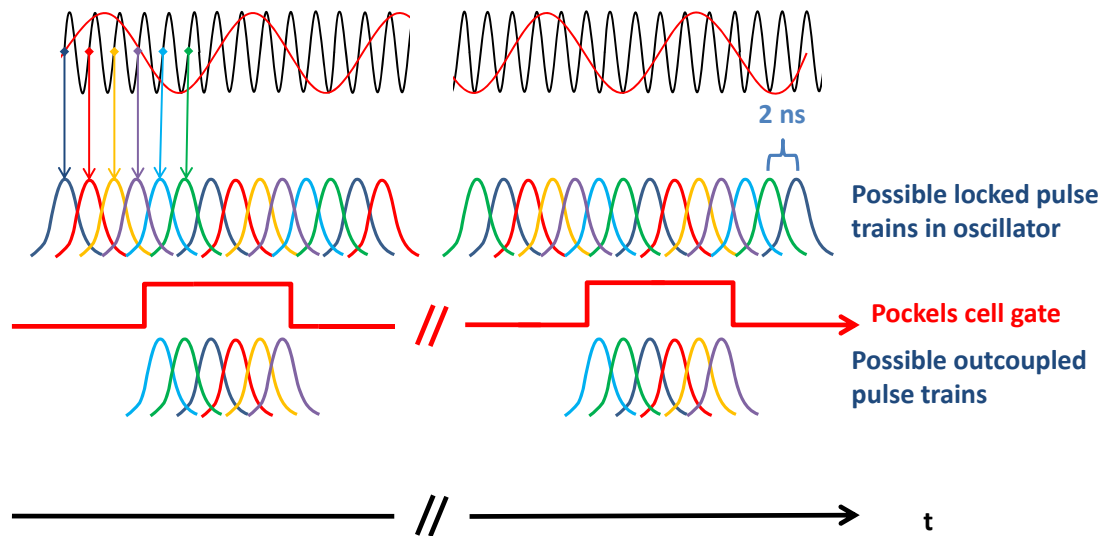 2 ns
Possible locked pulse
trains in oscillator
Pockels cell gate
Possible outcoupled
pulse trains
t